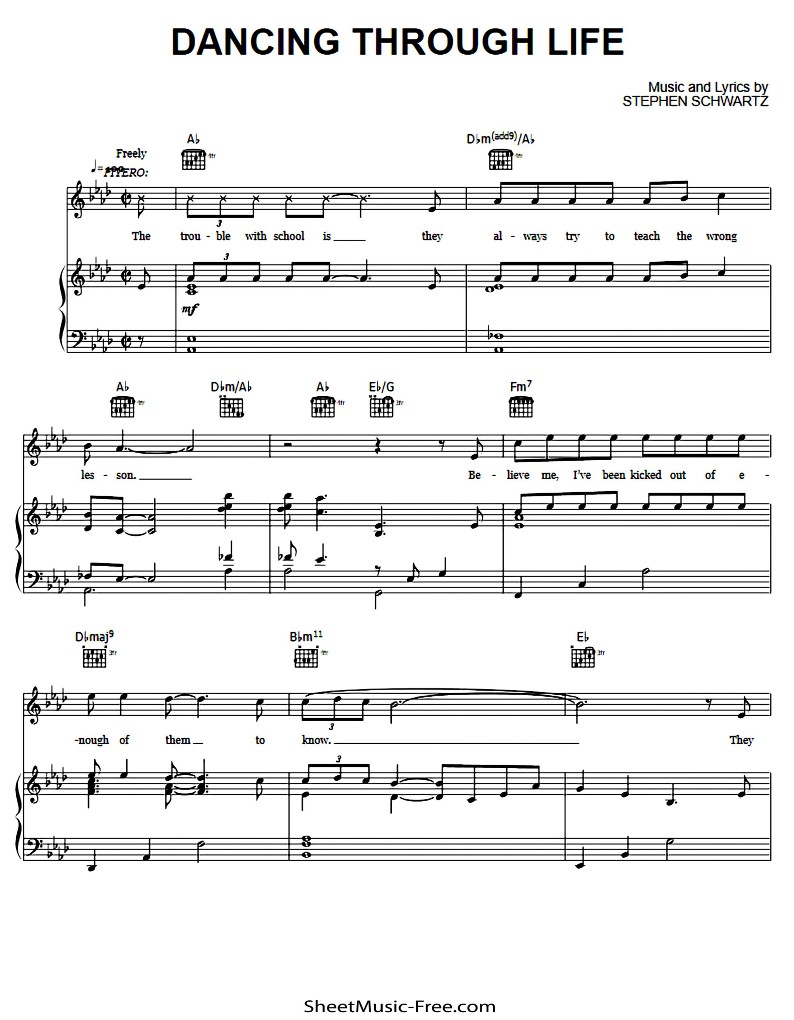 DANCING THROUGH LIFE
Music and Lyrics by
STEPHEN SCHWARTZ
A♭ D♭m(add9)/A♭
Freely
FIYERO:
3
The trou - ble with school is they al - ways try to teach the wrong
3
mf
A♭ D♭m/A♭ A♭ E♭/G Fm7
les - son. Be - lieve me, I've been kicked out of e -
D♭maj9 B♭m11 E♭
3
-nough of them to know. They
3
SheetMusic-Free.com